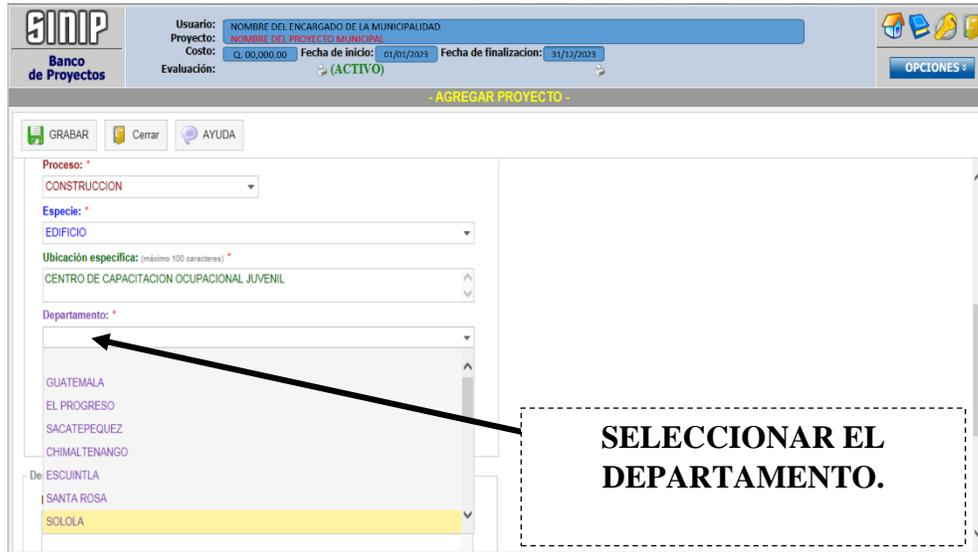 SINIP
Banco
de Proyectos
Usuario: NOMBRE DEL ENCARGADO DE LA MUNICIPALIDAD
Proyecto: NOMBRE DEL PROYECTO MUNICIPAL
Costo: Q. 00,000.00 Fecha de inicio: 01/01/2023 Fecha de finalizacion: 31/12/2023
Evaluación: (ACTIVO)
OPCIONES
- AGREGAR PROYECTO -
GRABAR Cerrar AYUDA
Proceso: *
CONSTRUCCION
Especie: *
EDIFICIO
Ubicación específica: (máximo 100 caracteres) *
CENTRO DE CAPACITACION OCUPACIONAL JUVENIL
Departamento: *
GUATEMALA
EL PROGRESO
SACATEPEQUEZ
CHIMALTENANGO
De ESCUINTLA
SANTA ROSA
SOLOLA
SELECCIONAR EL
DEPARTAMENTO.